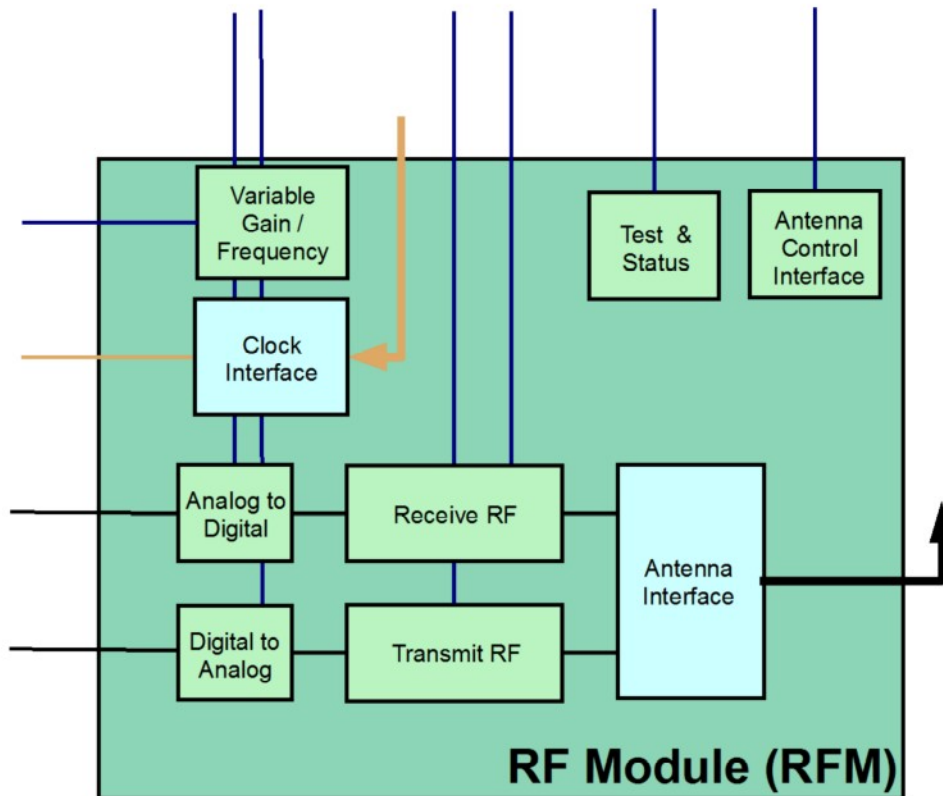 Variable
Gain /
Frequency
Test &
Status
Antenna
Control
Interface
Clock
Interface
Analog to
Digital
Receive RF
Antenna
Interface
Digital to
Analog
Transmit RF
RF Module (RFM)